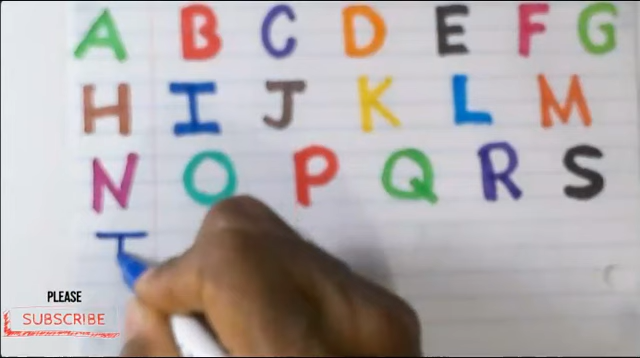 A B C D E F G
H I J K L M
N O P Q R S
T
PLEASE
SUBSCRIBE